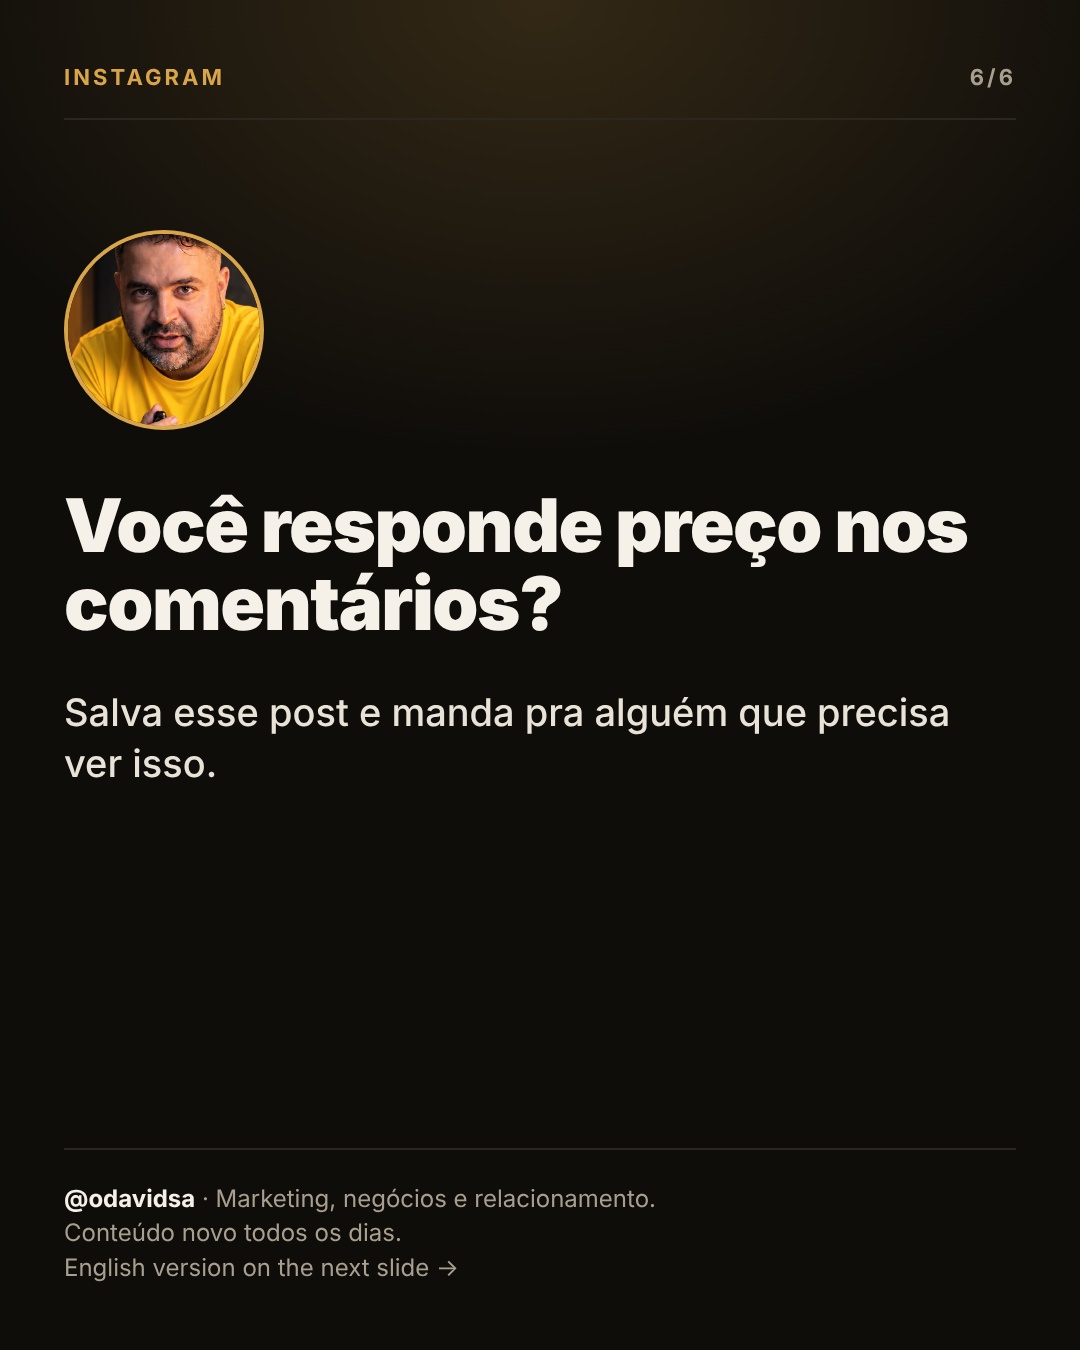 INSTAGRAM
6/6
Você responde preço nos
comentários?
Salva esse post e manda pra alguém que precisa
ver isso.
@odavidsa · Marketing, negócios e relacionamento.
Conteúdo novo todos os dias.
English version on the next slide →